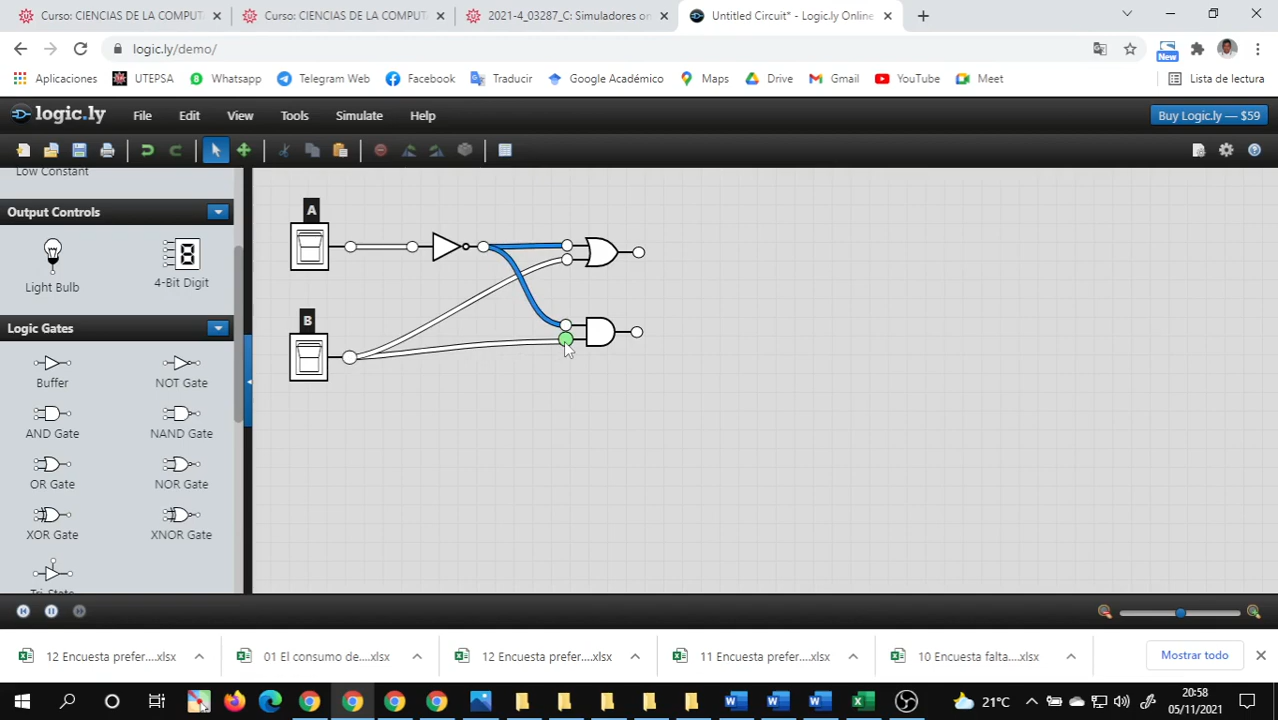 Curso: CIENCIAS DE LA COMPUT
Curso: CIENCIAS DE LA COMPUT
2021-4_03287_C: Simuladores on
Untitled Circuit* - Logic.ly Online
logic.ly/demo/
New
Aplicaciones
UTEPSA
Whatsapp
Telegram Web
Facebook
Traducir
Google Académico
Maps
Drive
Gmail
YouTube
Meet
Lista de lectura
logic.ly
File
Edit
View
Tools
Simulate
Help
Buy Logic.ly — $59
Low Constant
Output Controls
Light Bulb
4-Bit Digit
Logic Gates
Buffer
NOT Gate
AND Gate
NAND Gate
OR Gate
NOR Gate
XOR Gate
XNOR Gate
Tri-State
A
B
12 Encuesta prefer....xlsx
01 El consumo de....xlsx
12 Encuesta prefer....xlsx
11 Encuesta prefer....xlsx
10 Encuesta falta....xlsx
Mostrar todo
21°C
20:58
05/11/2021